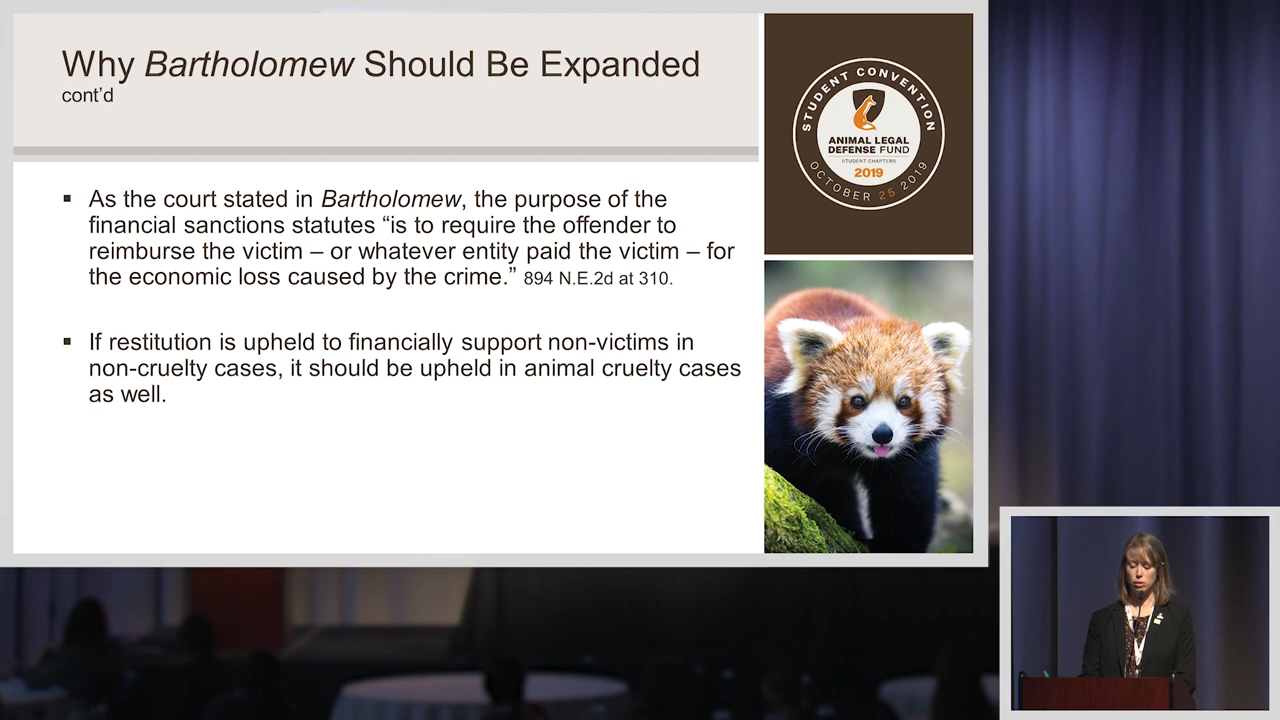 Why Bartholomew Should Be Expanded
cont’d
▪ As the court stated in Bartholomew, the purpose of the
financial sanctions statutes “is to require the offender to
reimburse the victim – or whatever entity paid the victim – for
the economic loss caused by the crime.” 894 N.E.2d at 310.
▪ If restitution is upheld to financially support non-victims in
non-cruelty cases, it should be upheld in animal cruelty cases
as well.
STUDENT CONVENTION
ANIMAL LEGAL
DEFENSE FUND
STUDENT CHAPTERS
2019
OCTOBER 25 2019